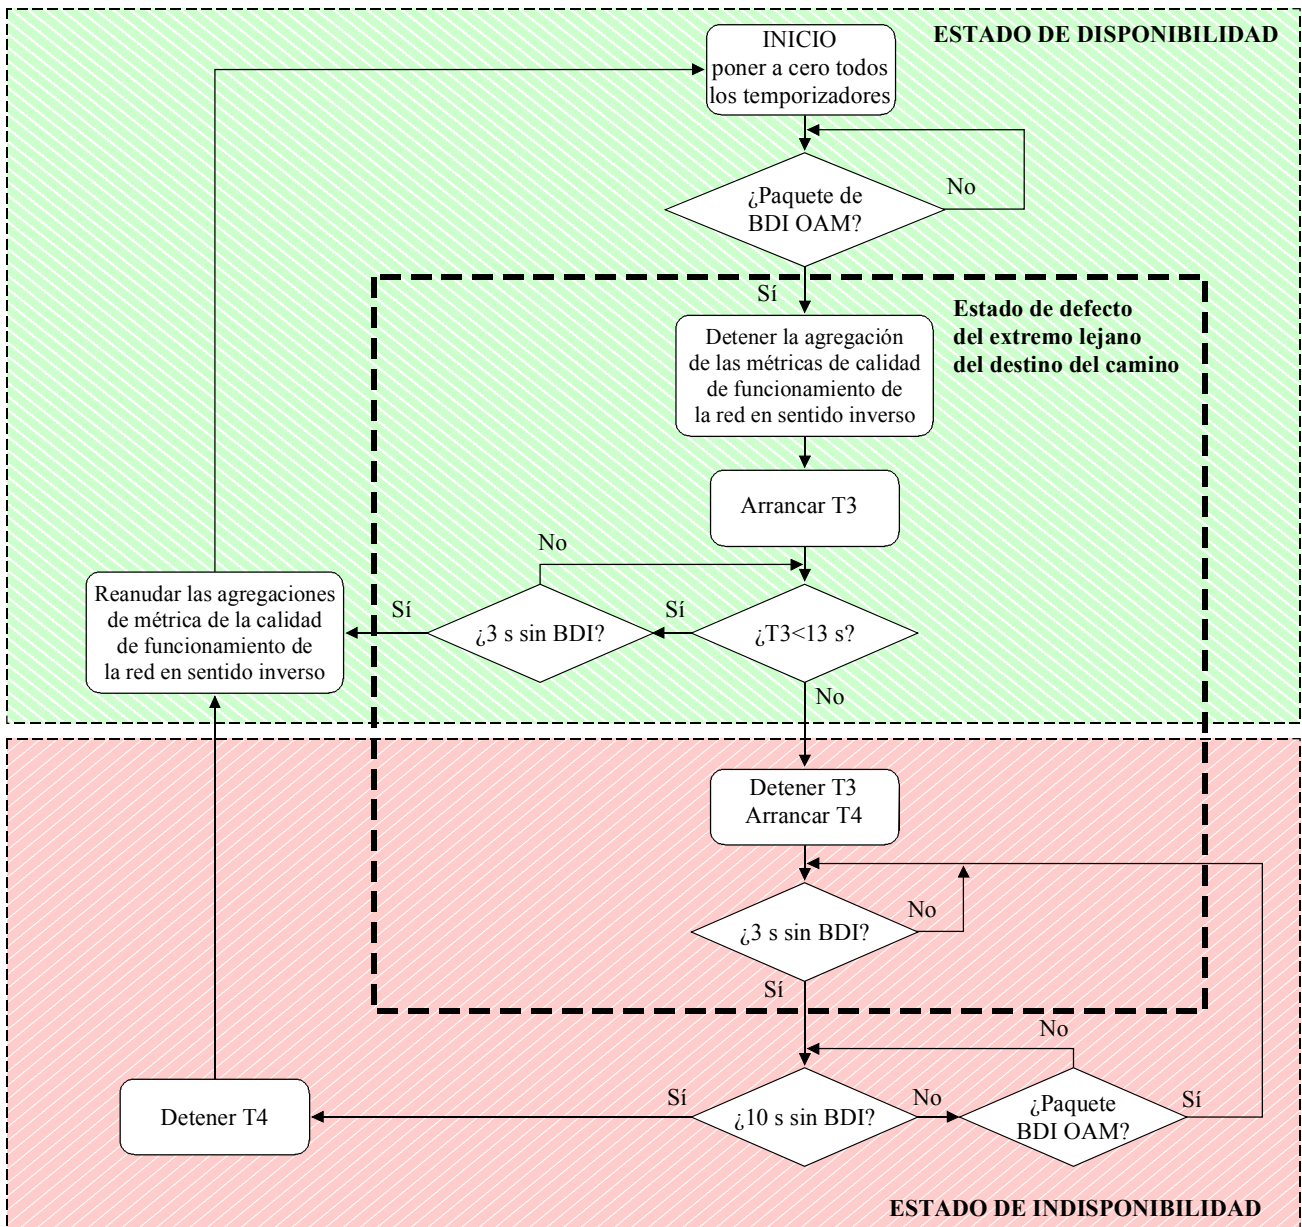 ESTADO DE DISPONIBILIDAD
INICIO
poner a cero todos
los temporizadores
¿Paquete de
BDI OAM?
No
Sí
Estado de defecto
del extremo lejano
del destino del camino
Detener la agregación
de las métricas de calidad
de funcionamiento de
la red en sentido inverso
Arrancar T3
No
Reanudar las agregaciones
de métrica de la calidad
de funcionamiento de
la red en sentido inverso
Sí
¿3 s sin BDI?
Sí
¿T3<13 s?
No
Detener T3
Arrancar T4
¿3 s sin BDI?
No
Sí
No
Detener T4
Sí
¿10 s sin BDI?
No
¿Paquete
BDI OAM?
Sí
ESTADO DE INDISPONIBILIDAD